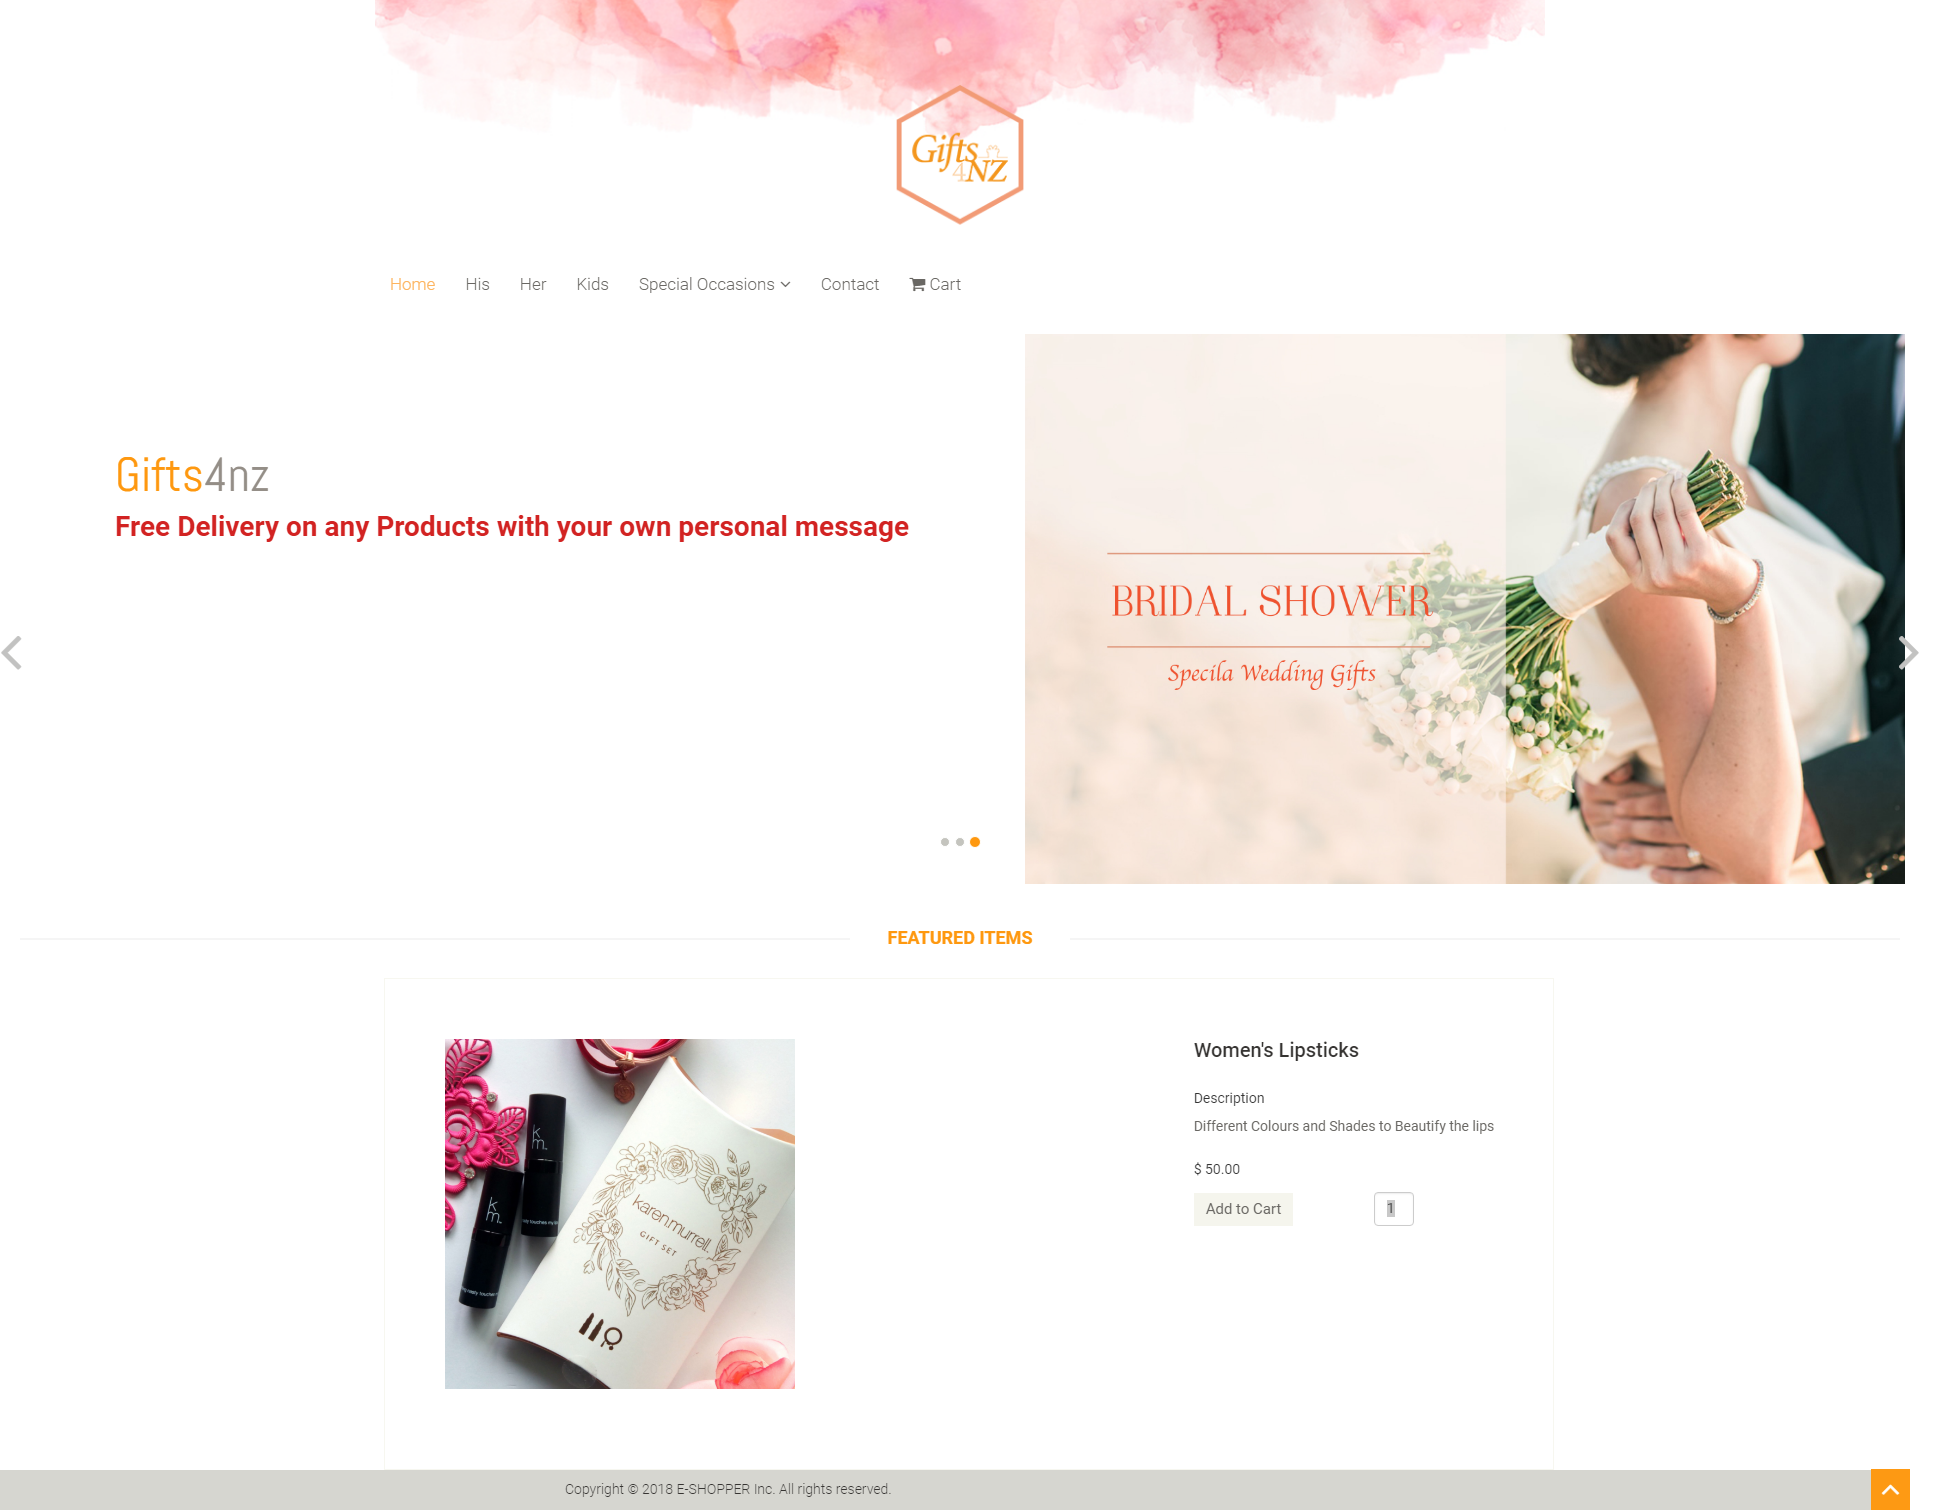 Gifts
4NZ
Home His Her Kids Special Occasions Contact Cart
Gifts4nz
Free Delivery on any Products with your own personal message
BRIDAL SHOWER
Specila Wedding Gifts
FEATURED ITEMS
k
m.
k
m.
karen murrell.
GIFT SET
Women's Lipsticks
Description
Different Colours and Shades to Beautify the lips
$ 50.00
Add to Cart 1
Copyright © 2018 E-SHOPPER Inc. All rights reserved.